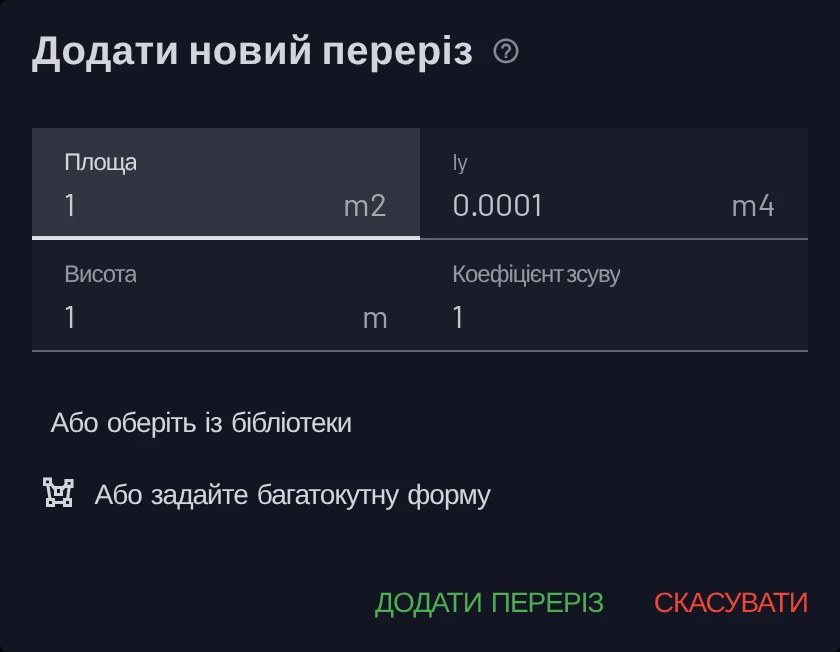 Додати новий переріз ?
Площа
1 m2
Iy
0.0001 m4
Висота
1 m
Коефіцієнт зсуву
1
Або оберіть із бібліотеки
Або задайте багатокутну форму
ДОДАТИ ПЕРЕРІЗ СКАСУВАТИ